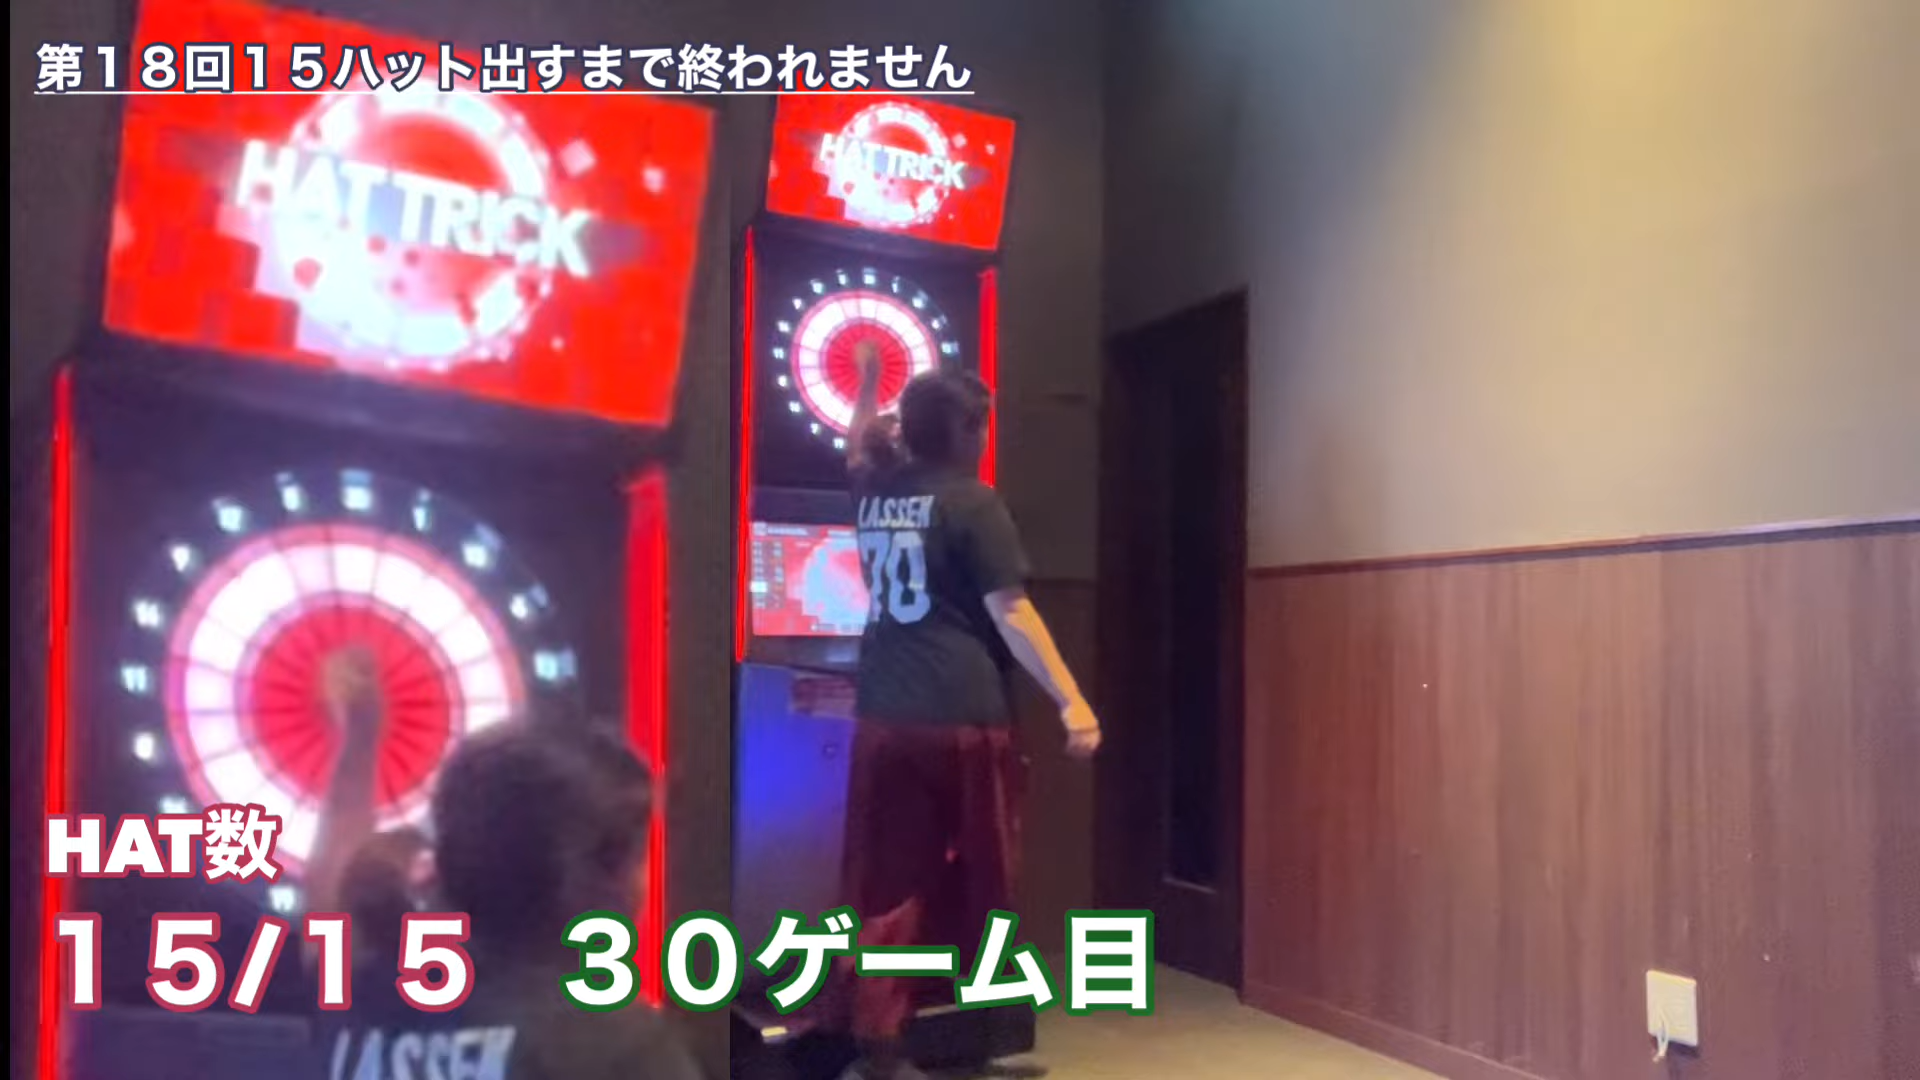 第１８回１５ハット出すまで終われません
HAT TRICK
HAT TRICK
LASSEN
70
HAT数
１５/１５
３０ゲーム目
LASSEN